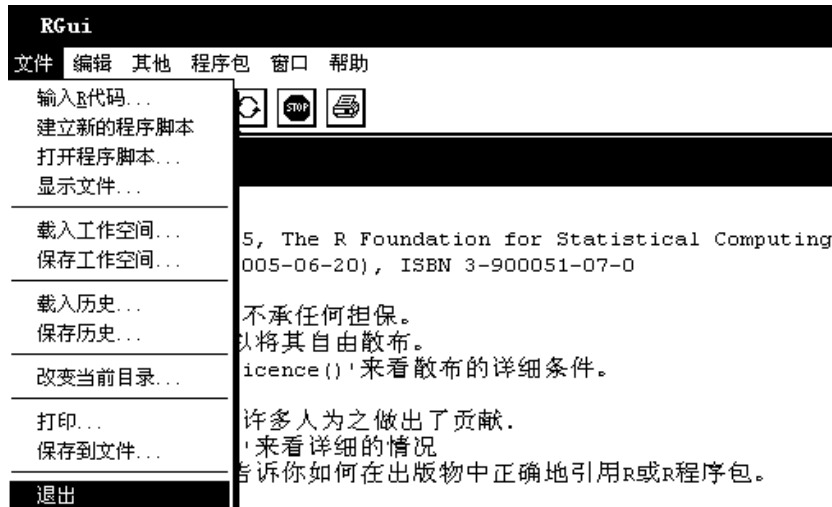 RGui
文件 编辑 其他 程序包 窗口 帮助
STOP
输入R代码...
建立新的程序脚本
打开程序脚本...
显示文件...
载入工作空间...
保存工作空间...
载入历史...
保存历史...
改变当前目录...
打印...
保存到文件...
退出
5, The R Foundation for Statistical Computing
005-06-20), ISBN 3-900051-07-0
不承任何担保。
以将其自由散布。
icence()'来看散布的详细条件。
许多人为之做出了贡献.
'来看详细的情况
告诉你如何在出版物中正确地引用R或R程序包。